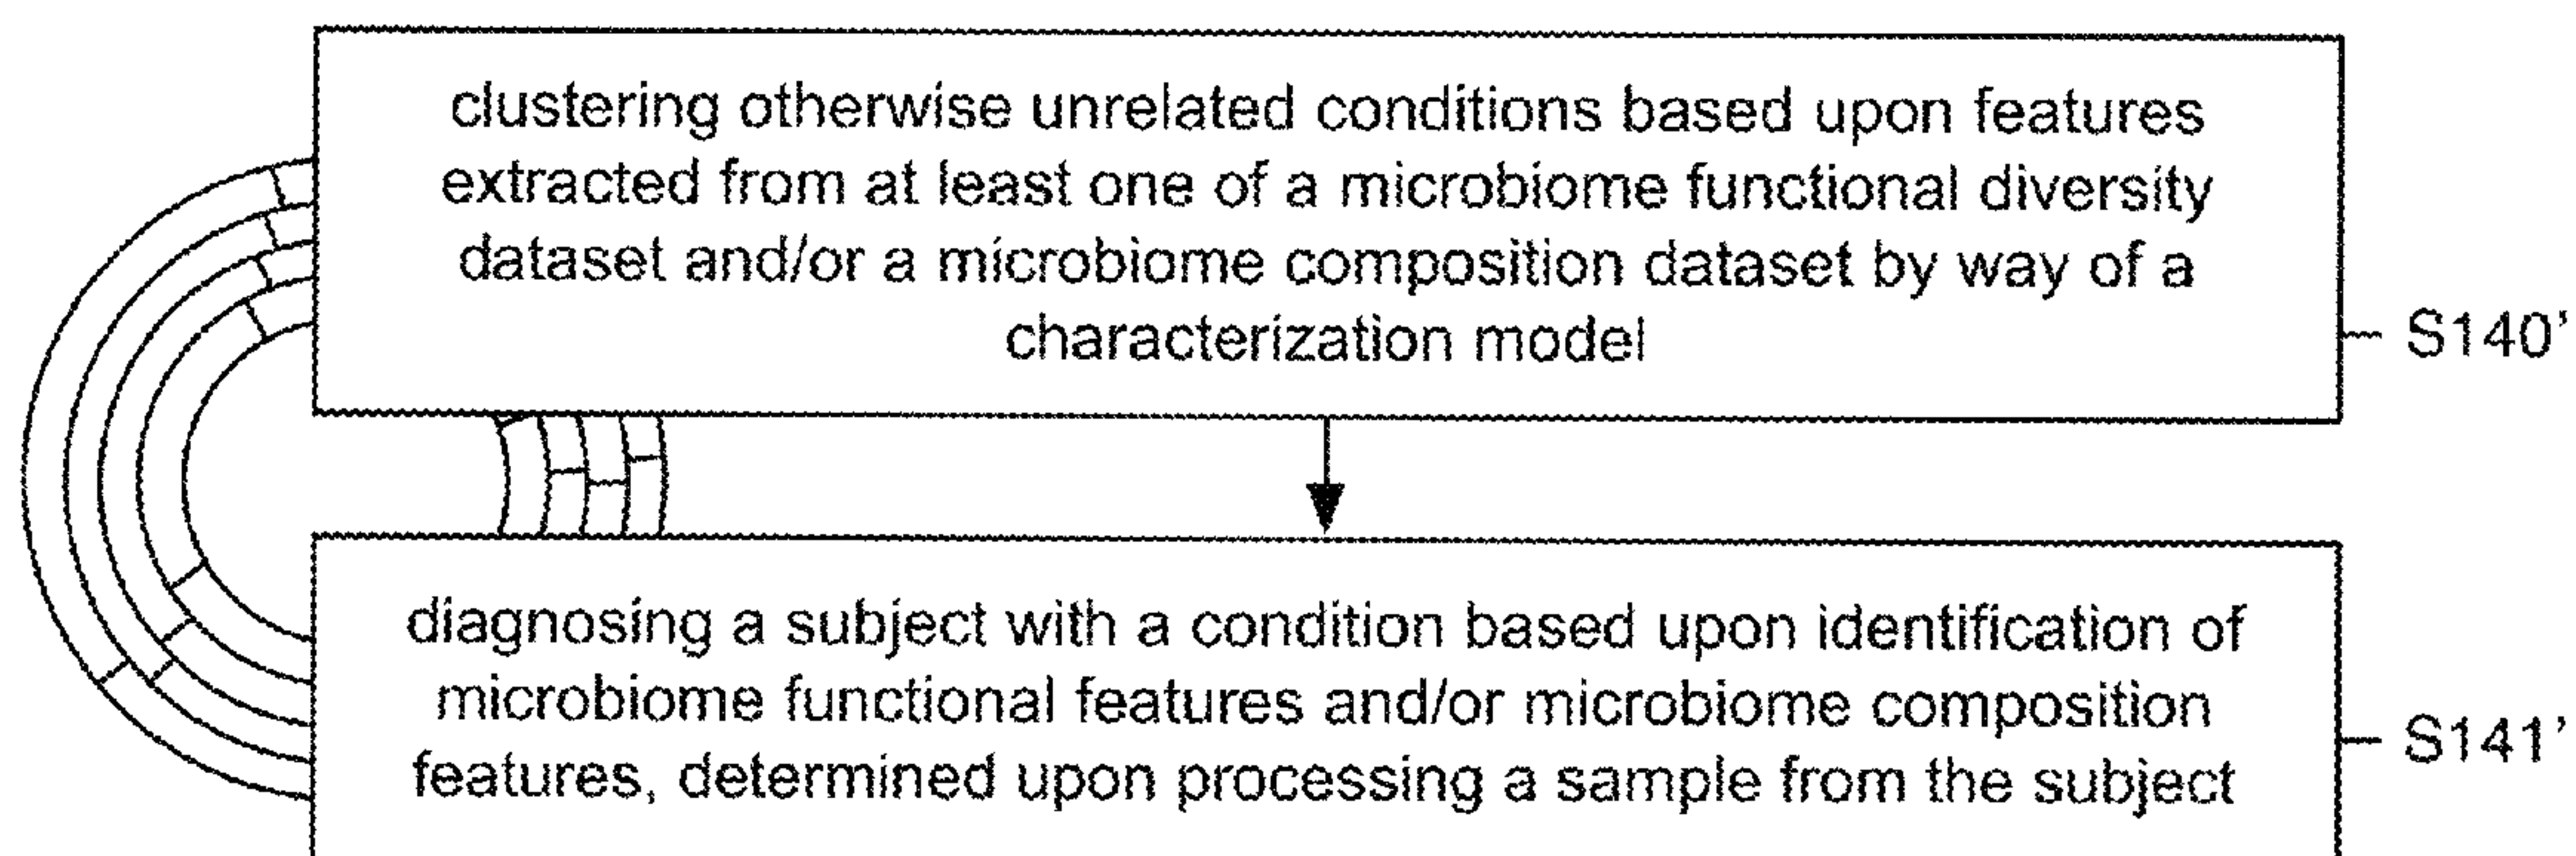 clustering otherwise unrelated conditions based upon features
extracted from at least one of a microbiome functional diversity
dataset and/or a microbiome composition dataset by way of a
characterization model
S140’
diagnosing a subject with a condition based upon identification of
microbiome functional features and/or microbiome composition
features, determined upon processing a sample from the subject
S141’